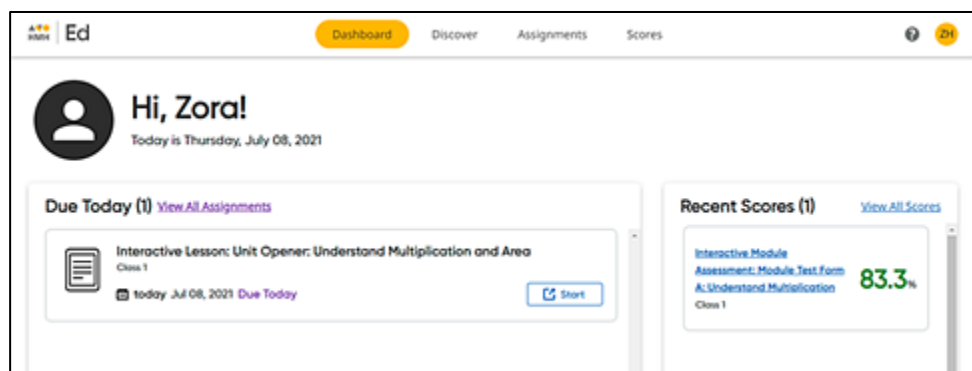 HMH Ed Dashboard Discover Assignments Scores ZH
Hi, Zora!
Today is Thursday, July 08, 2021
Due Today (1) View All Assignments
Interactive Lesson: Unit Opener: Understand Multiplication and Area
Class 1
today Jul 08, 2021 Due Today
Start
Recent Scores (1) View All Scores
Interactive Module
Assessment: Module Test Form
A: Understand Multiplication
Class 1
83.3%